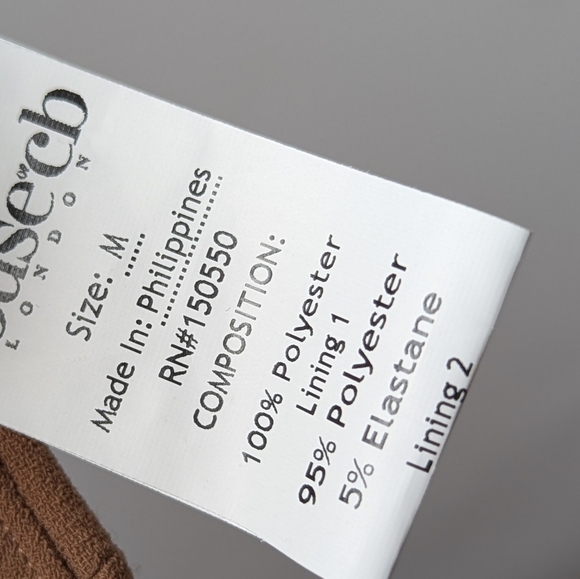 LONDON
Size: M
Made In: Philippines
RN#150550
COMPOSITION:
100% Polyester
Lining 1
95% Polyester
5% Elastane
Lining 2